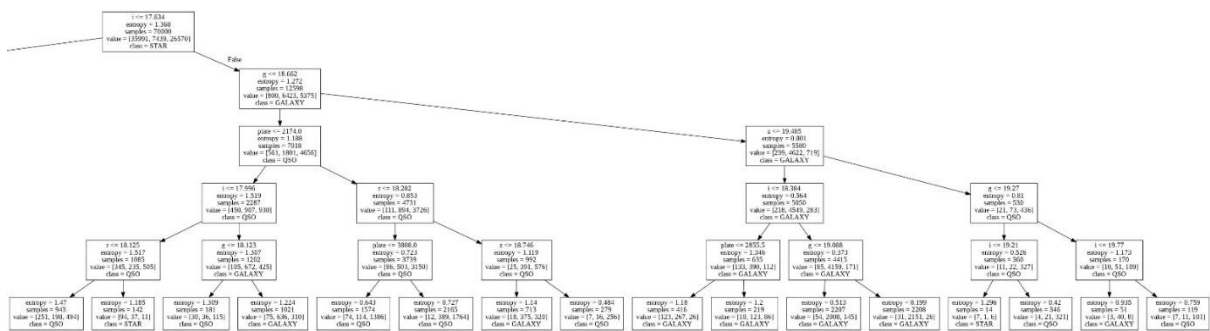 i <= 17.634
entropy = 1.368
samples = 70000
value = [35991, 7439, 26570]
class = STAR
False
g <= 18.662
entropy = 1.272
samples = 12598
value = [800, 6423, 5375]
class = GALAXY
plate <= 2174.0
entropy = 1.188
samples = 7018
value = [561, 1801, 4656]
class = QSO
entropy = 0.801
samples = 5580
value = [239, 4622, 719]
class = GALAXY
i <= 17.996
entropy = 1.519
samples = 2287
value = [450, 907, 930]
class = QSO
r <= 18.282
entropy = 0.853
samples = 4731
value = [111, 894, 3726]
class = QSO
i <= 18.384
entropy = 0.564
samples = 5050
value = [218, 4549, 283]
class = GALAXY
g <= 19.27
entropy = 0.81
samples = 530
value = [21, 73, 436]
class = QSO
entropy = 1.517
samples = 1085
value = [345, 235, 505]
class = QSO
g <= 18.123
entropy = 1.307
samples = 1202
value = [105, 672, 425]
class = GALAXY
plate <= 3808.0
entropy = 0.723
samples = 3739
value = [86, 503, 3150]
class = QSO
entropy = 1.119
samples = 992
value = [25, 391, 576]
class = QSO
plate <= 2855.5
entropy = 1.346
samples = 635
value = [133, 390, 112]
class = GALAXY
g <= 19.088
entropy = 0.373
samples = 4415
value = [85, 4159, 171]
class = GALAXY
i <= 19.21
entropy = 0.526
samples = 360
value = [11, 22, 327]
class = QSO
i <= 19.77
entropy = 1.173
samples = 170
value = [10, 51, 109]
class = QSO
entropy = 1.47
samples = 943
value = [251, 198, 494]
class = QSO
entropy = 1.185
samples = 142
value = [94, 37, 11]
class = STAR
entropy = 1.309
samples = 181
value = [30, 36, 115]
class = QSO
entropy = 1.224
samples = 1021
value = [75, 636, 310]
class = GALAXY
entropy = 0.643
samples = 1574
value = [74, 114, 1386]
class = QSO
entropy = 0.727
samples = 2165
value = [12, 389, 1764]
class = QSO
entropy = 1.14
samples = 713
value = [18, 375, 320]
class = GALAXY
entropy = 0.484
samples = 279
value = [7, 16, 256]
class = QSO
entropy = 1.18
samples = 416
value = [123, 267, 26]
class = GALAXY
entropy = 1.2
samples = 219
value = [10, 123, 86]
class = GALAXY
entropy = 0.513
samples = 2207
value = [54, 2008, 145]
class = GALAXY
entropy = 0.199
samples = 2208
value = [31, 2151, 26]
class = GALAXY
entropy = 1.296
samples = 14
value = [7, 1, 6]
class = STAR
entropy = 0.42
samples = 346
value = [4, 21, 321]
class = QSO
entropy = 0.935
samples = 51
value = [3, 40, 8]
class = GALAXY
entropy = 0.759
samples = 119
value = [7, 11, 101]
class = QSO